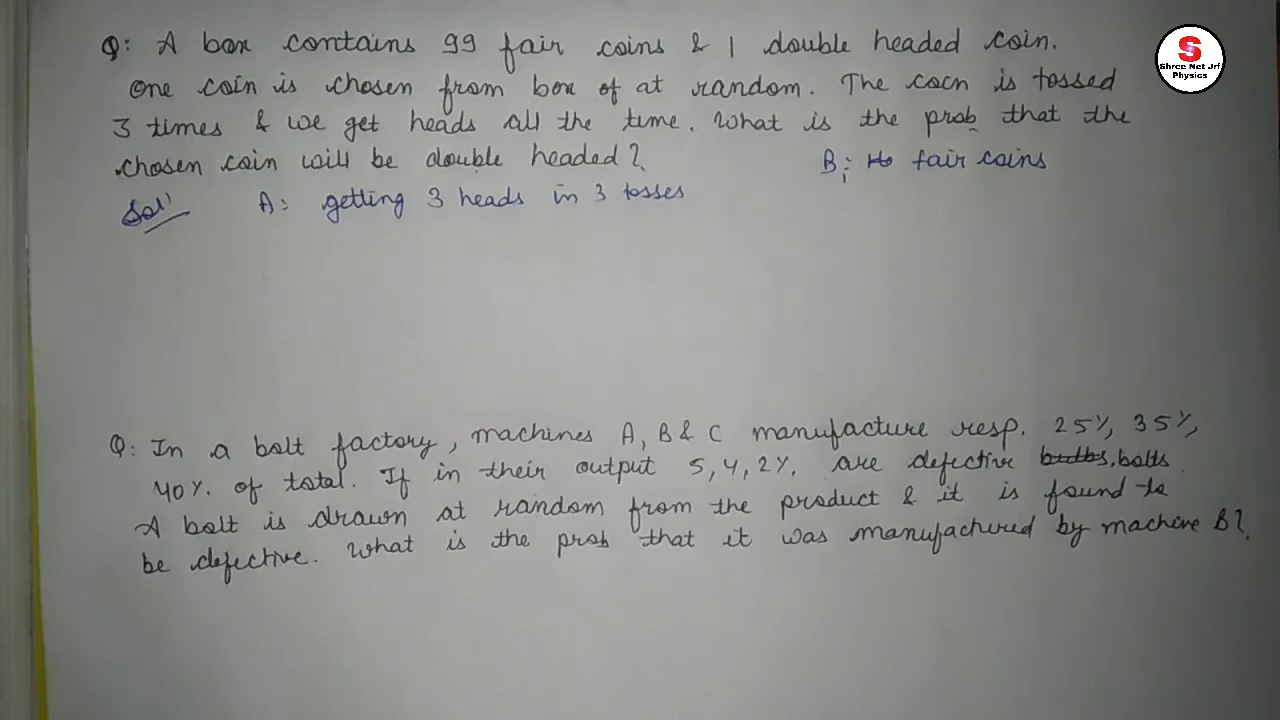 Q: A box contains 99 fair coins & 1 double headed coin.
One coin is chosen from box of at random. The coin is tossed
3 times & we get heads all the time. What is the prob that the
chosen coin will be double headed?
B₁: fair coins
Solⁿ A: getting 3 heads in 3 tosses
Q: In a bolt factory, machines A, B & C manufacture resp. 25%, 35%,
40% of total. If in their output 5, 4, 2% are defective bulbs, bolts
A bolt is drawn at random from the product & it is found to
be defective. What is the prob that it was manufactured by machine B?
S
Shree Net Jrf
Physics